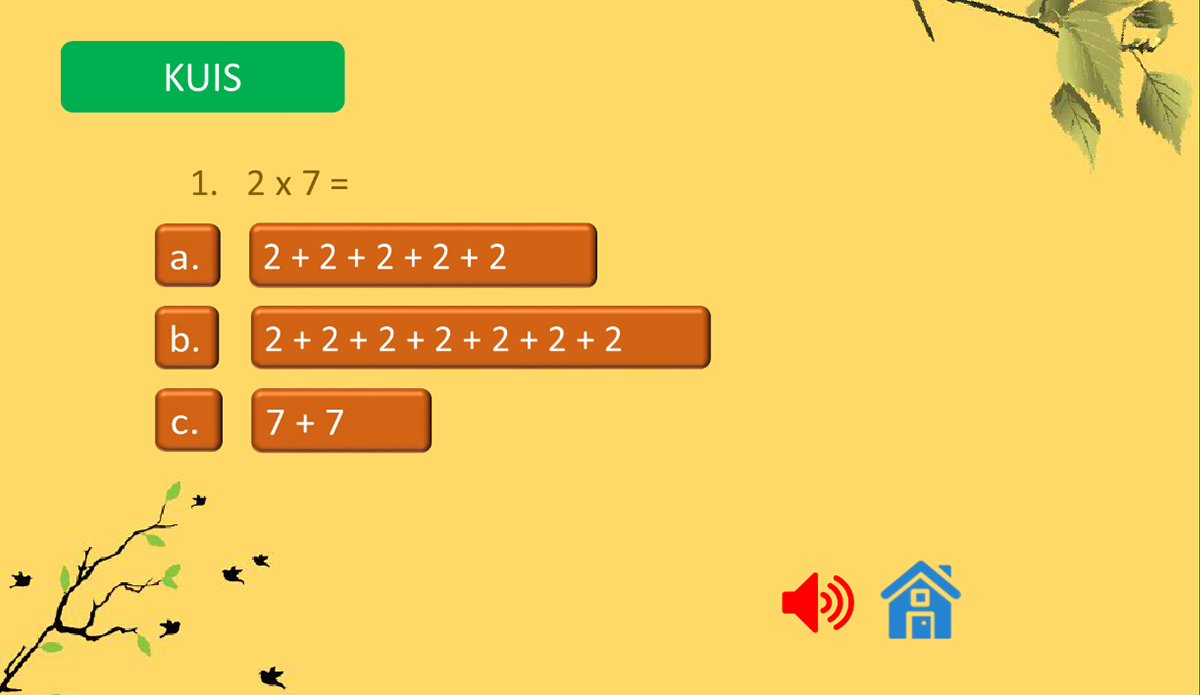 KUIS
1. 2 x 7 =
a. 2 + 2 + 2 + 2 + 2
b. 2 + 2 + 2 + 2 + 2 + 2 + 2
c. 7 + 7